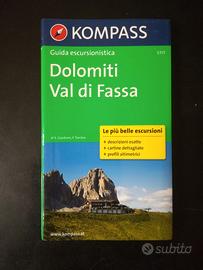 KOMPASS
Guida escursionistica
Dolomiti
Val di Fassa
Le più belle escursioni
descrizioni esatte
cartine dettagliate
profili altimetrici
www.kompass.at
subito